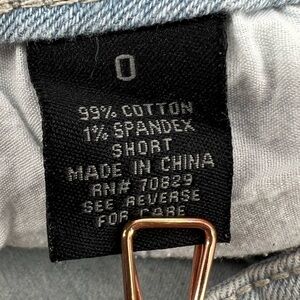 0
99% COTTON
1% SPANDEX
SHORT
MADE IN CHINA
RN# 70829
SEE REVERSE
FOR CARE